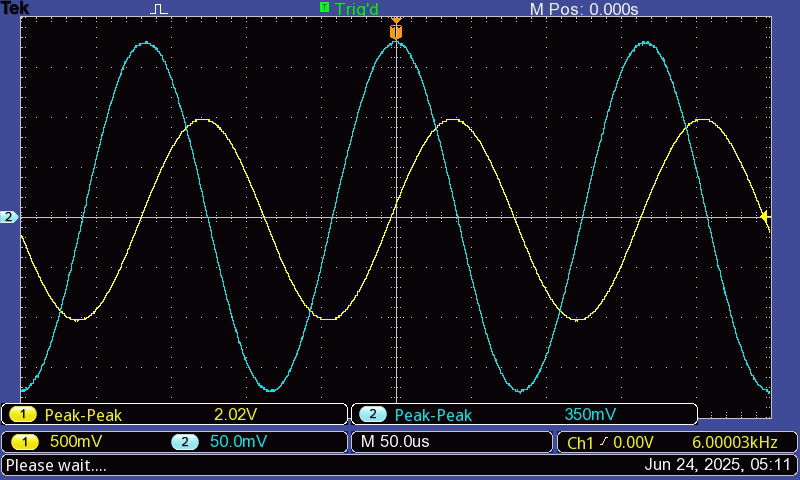 Tek Trig'd M Pos: 0.000s
T
2
1 Peak-Peak 2.02V 2 Peak-Peak 350mV
1 500mV 2 50.0mV M 50.0us Ch1 / 0.00V 6.00003kHz
Please wait.... Jun 24, 2025, 05:11